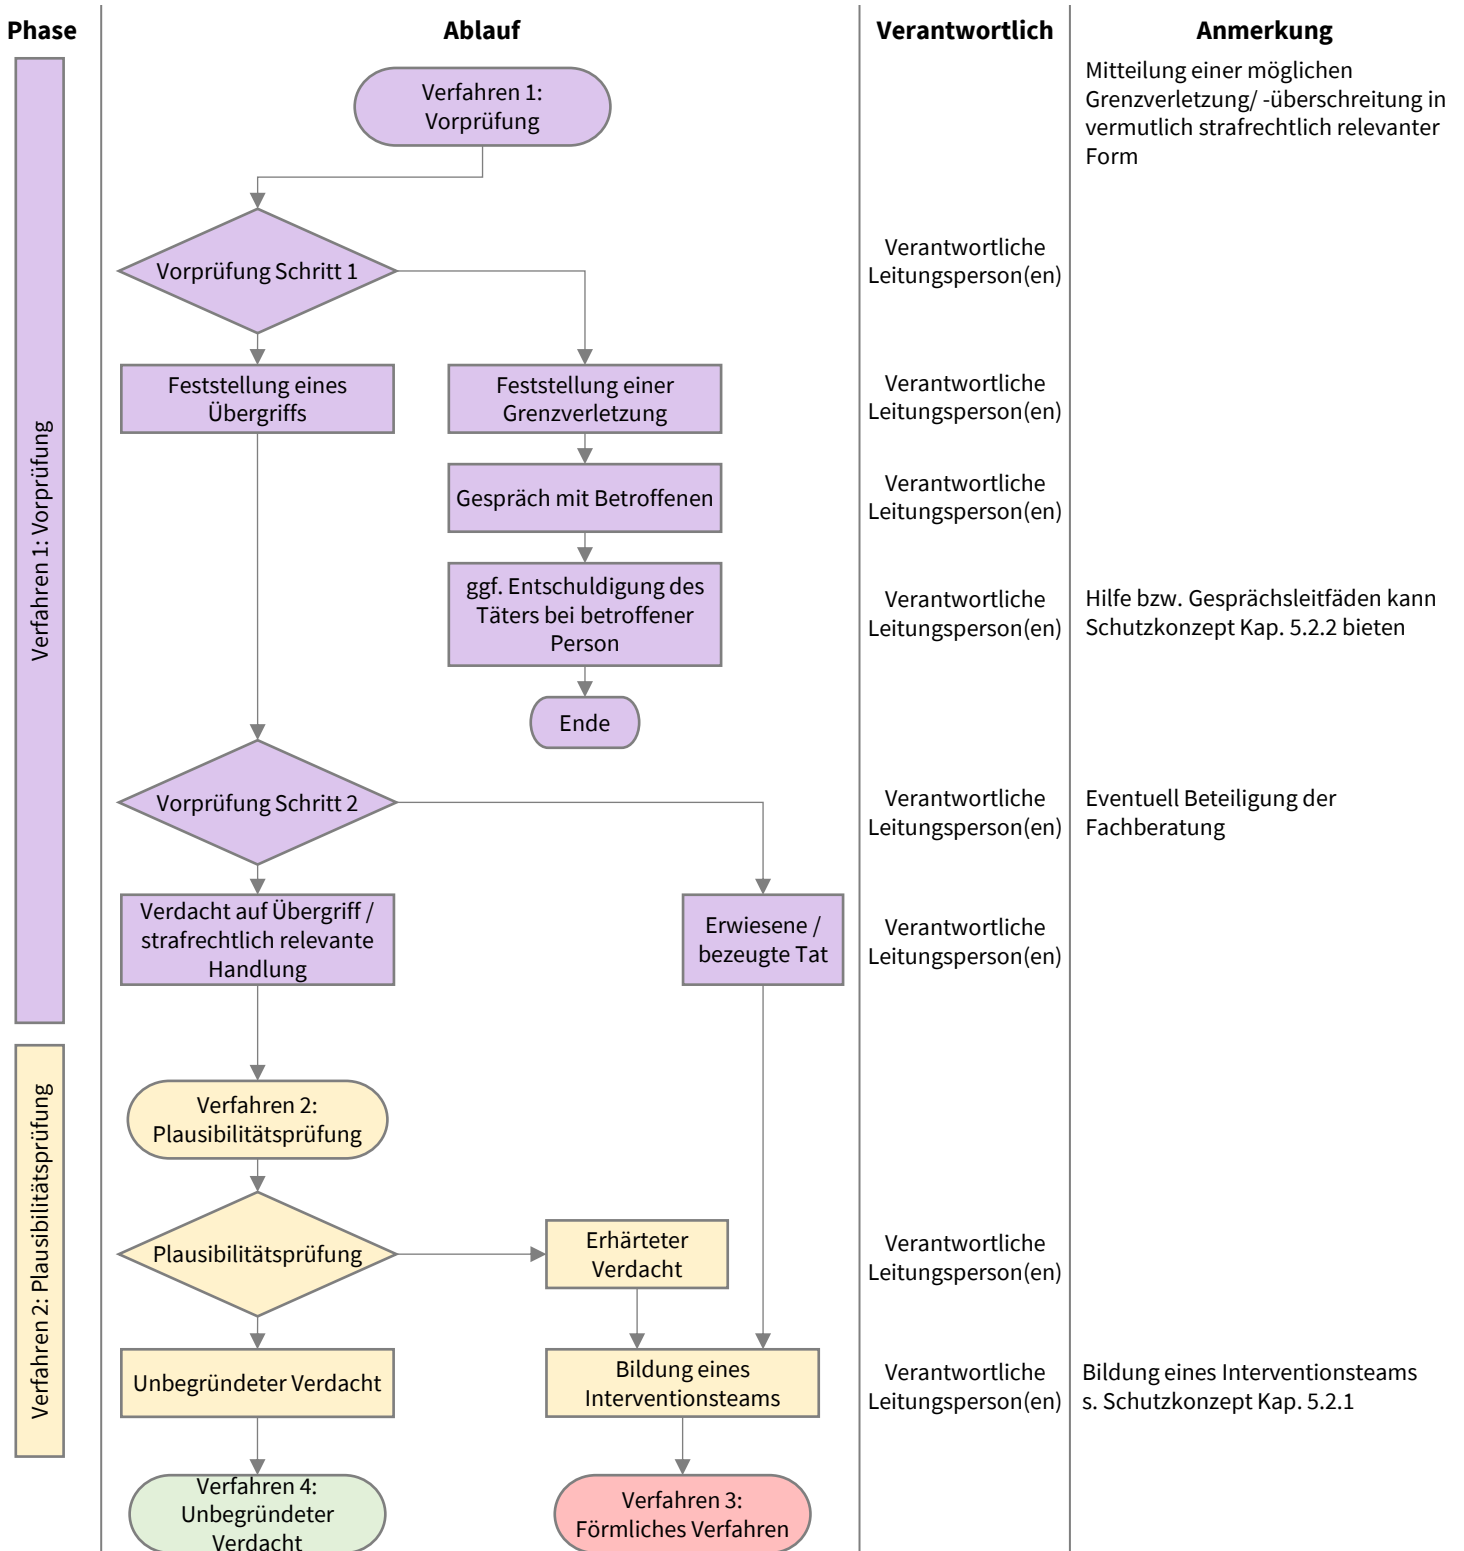 Phase
Ablauf
Verantwortlich
Anmerkung
Verfahren 1: Vorprüfung
Verfahren 1:
Vorprüfung
Mitteilung einer möglichen
Grenzverletzung/ -überschreitung in
vermutlich strafrechtlich relevanter
Form
Vorprüfung Schritt 1
Verantwortliche
Leitungsperson(en)
Feststellung eines
Übergriffs
Feststellung einer
Grenzverletzung
Verantwortliche
Leitungsperson(en)
Gespräch mit Betroffenen
Verantwortliche
Leitungsperson(en)
ggf. Entschuldigung des
Täters bei betroffener
Person
Verantwortliche
Leitungsperson(en)
Hilfe bzw. Gesprächsleitfäden kann
Schutzkonzept Kap. 5.2.2 bieten
Ende
Vorprüfung Schritt 2
Verantwortliche
Leitungsperson(en)
Eventuell Beteiligung der
Fachberatung
Verdacht auf Übergriff /
strafrechtlich relevante
Handlung
Erwiesene /
bezeugte Tat
Verantwortliche
Leitungsperson(en)
Verfahren 2: Plausibilitätsprüfung
Verfahren 2:
Plausibilitätsprüfung
Plausibilitätsprüfung
Erhärteter
Verdacht
Verantwortliche
Leitungsperson(en)
Unbegründeter Verdacht
Bildung eines
Interventionsteams
Verantwortliche
Leitungsperson(en)
Bildung eines Interventionsteams
s. Schutzkonzept Kap. 5.2.1
Verfahren 4:
Unbegründeter
Verdacht
Verfahren 3:
Förmliches Verfahren